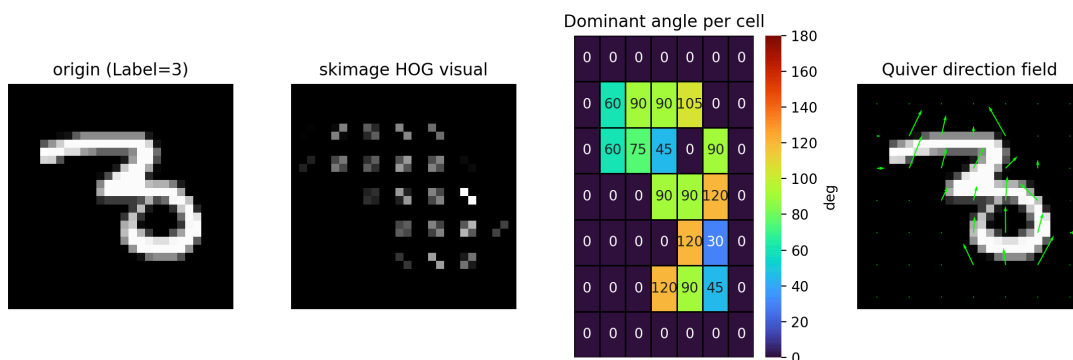 origin (Label=3)
skimage HOG visual
Dominant angle per cell
0 0 0 0 0 0 0
0 60 90 90 105 0 0
0 60 75 45 0 90 0
0 0 0 90 90 120 0
0 0 0 0 120 30 0
0 0 0 120 90 45 0
0 0 0 0 0 0 0
180
160
140
120
100
80
60
40
20
0
deg
Quiver direction field